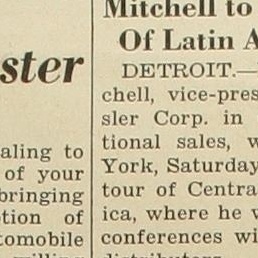 ster
aling to
of your
bringing
tion of
tomobile
Mitchell to
Of Latin A
DETROIT.—
chell, vice-pres
sler Corp. in
tional sales, w
York, Saturday
tour of Centra
ica, where he w
conferences wi